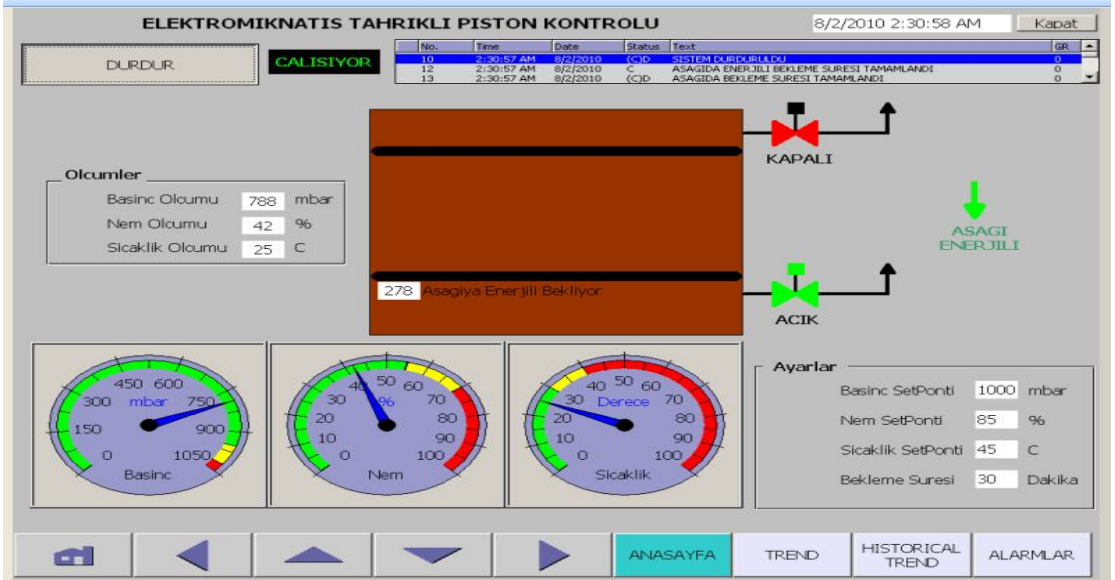 ELEKTROMIKNATIS TAHRIKLI PISTON KONTROLU
8/2/2010 2:30:58 AM
Kapat
DURDUR
CALISIYOR
No. Time Date Status Text GR
10 2:30:57 AM 8/2/2010 (C)D SISTEM DURDURULDU 0
12 2:30:57 AM 8/2/2010 C ASAGIDA ENERJILI BEKLEME SURESI TAMAMLANDI 0
13 2:30:57 AM 8/2/2010 (C)D ASAGIDA BEKLEME SURESI TAMAMLANDI 0
KAPALI
Olcumler
Basinc Olcumu 788 mbar
Nem Olcumu 42 %
Sicaklik Olcumu 25 C
ASAGI
ENERJILI
278 Asagiya Enerjili Bekliyor
ACIK
0 150 300 450 600 750 900 1050
mbar
Basinc
0 10 20 30 40 50 60 70 80 90 100
%
Nem
0 10 20 30 40 50 60 70 80 90 100
Derece
Sicaklik
Ayarlar
Basinc SetPonti 1000 mbar
Nem SetPonti 85 %
Sicaklik SetPonti 45 C
Bekleme Suresi 30 Dakika
ANASAYFA
TREND
HISTORICAL
TREND
ALARMLAR